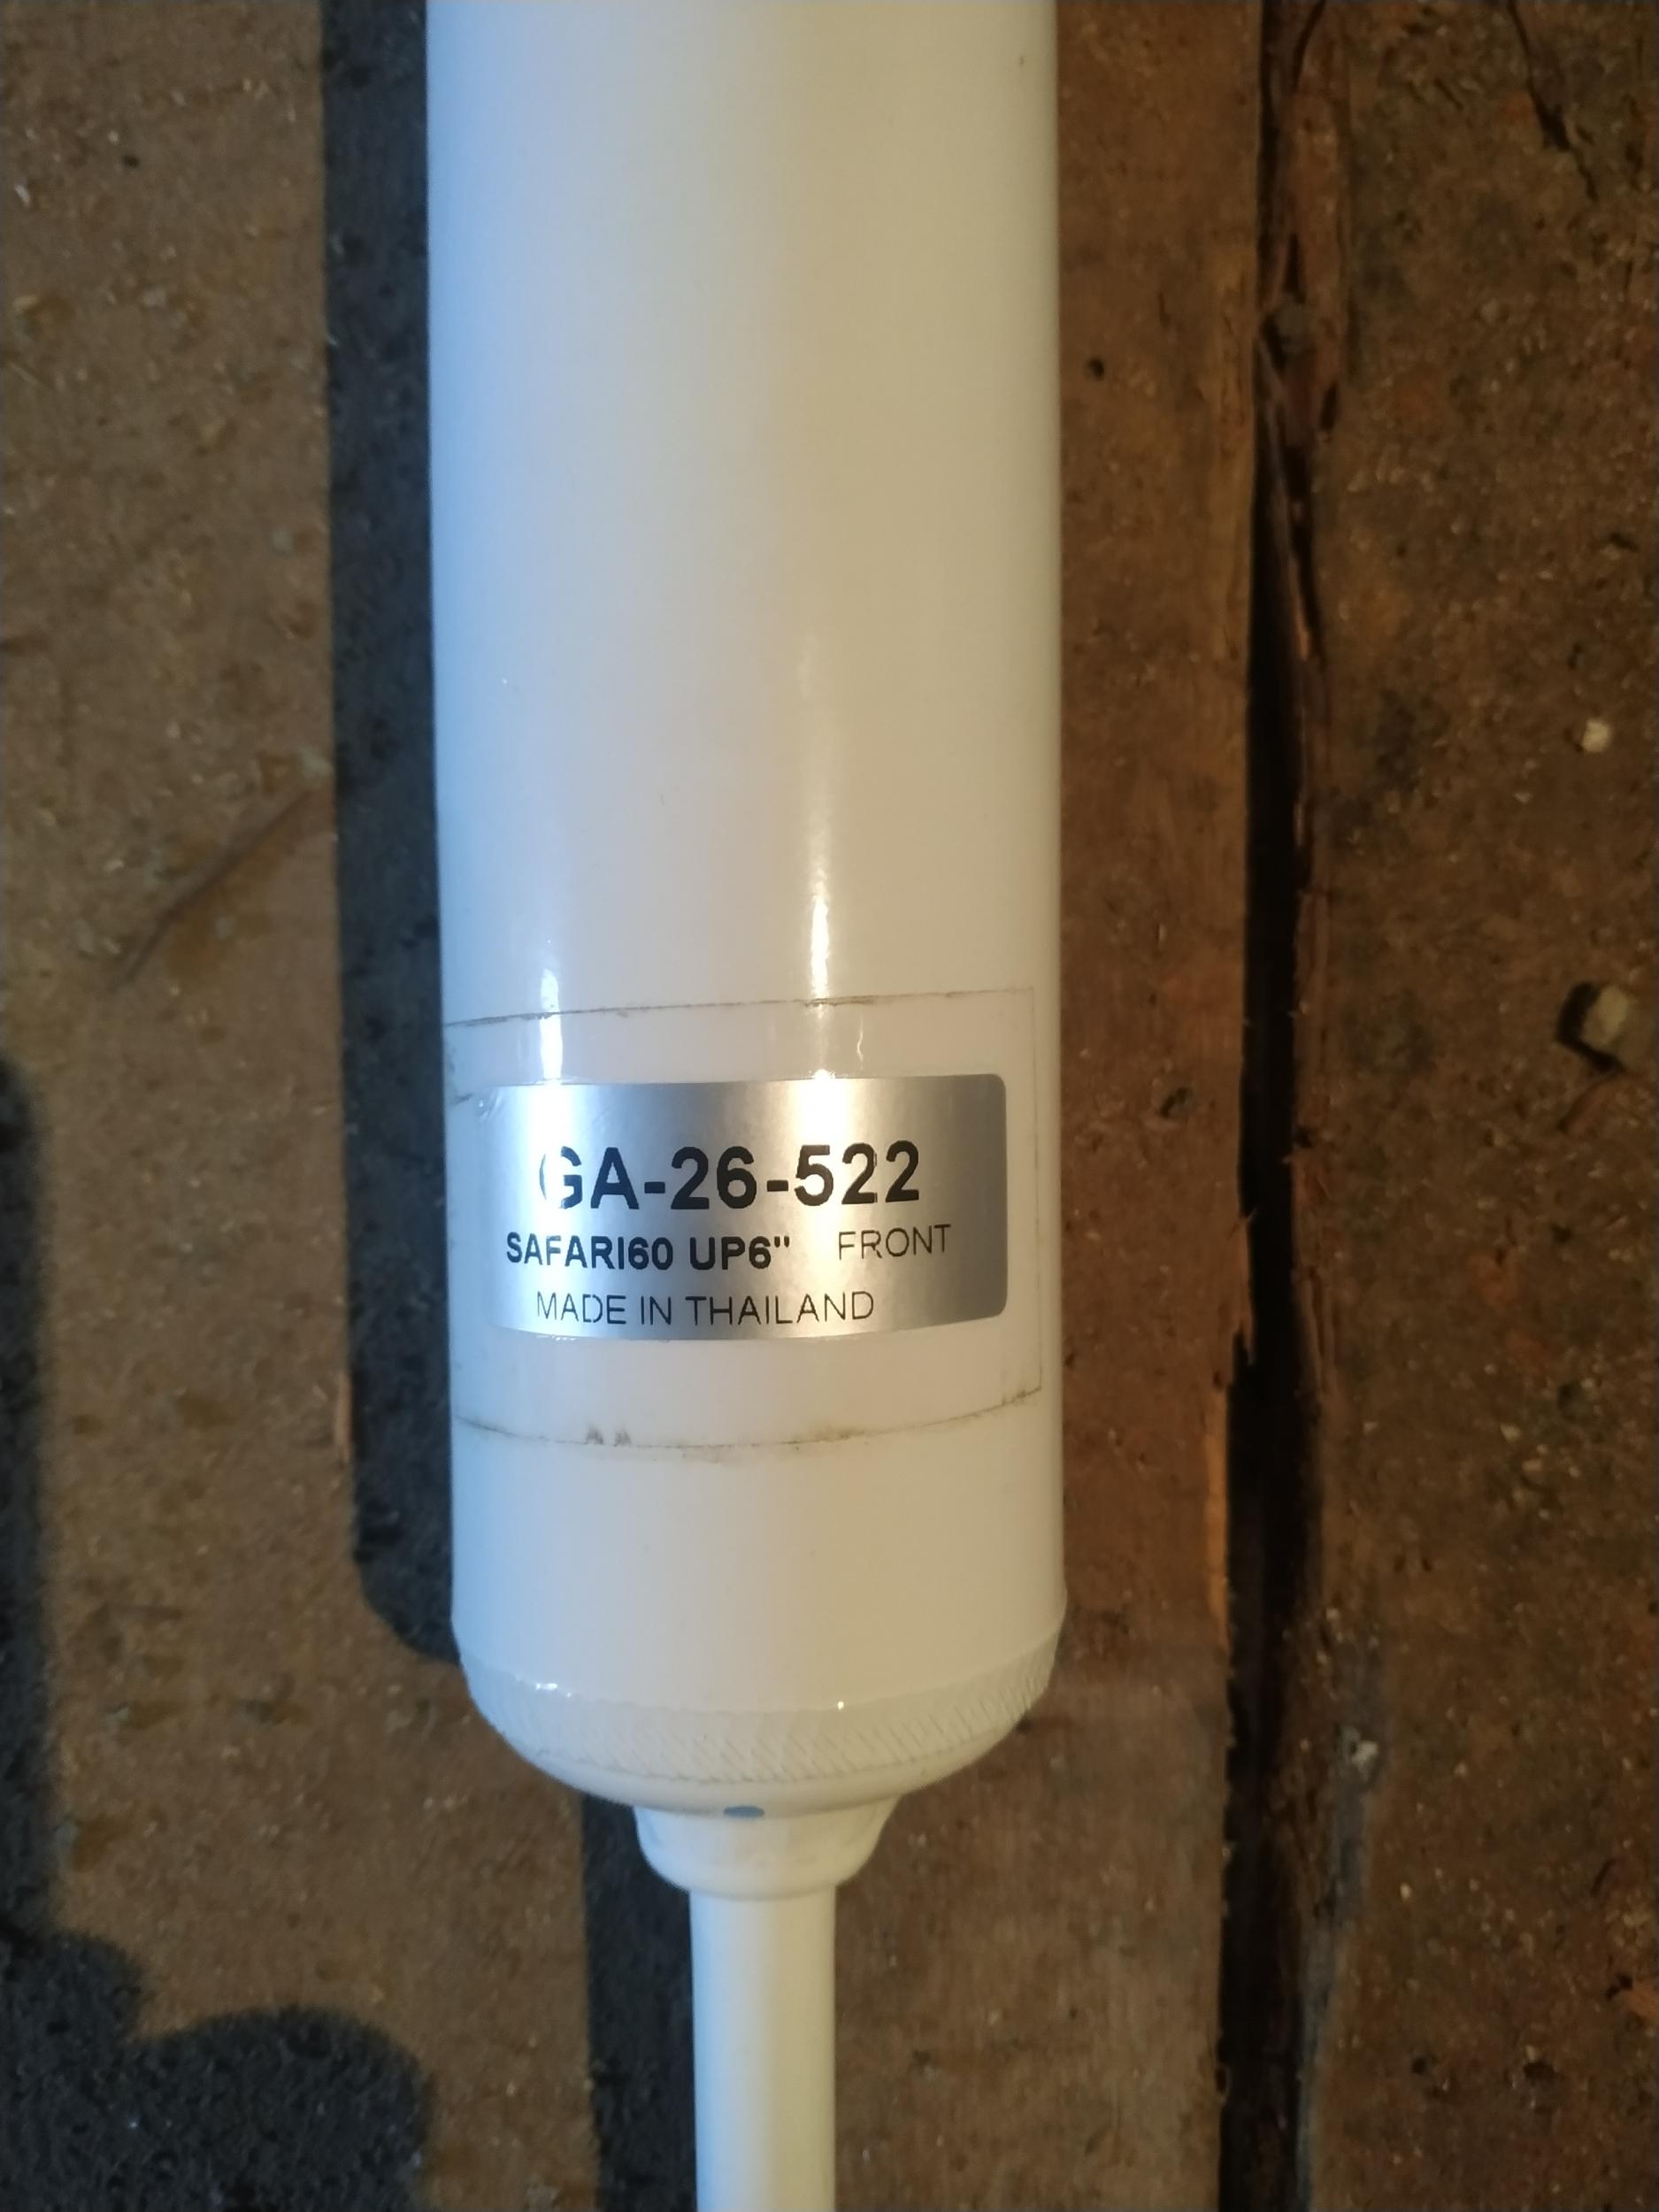 GA-26-522
SAFARI60 UP6" FRONT
MADE IN THAILAND